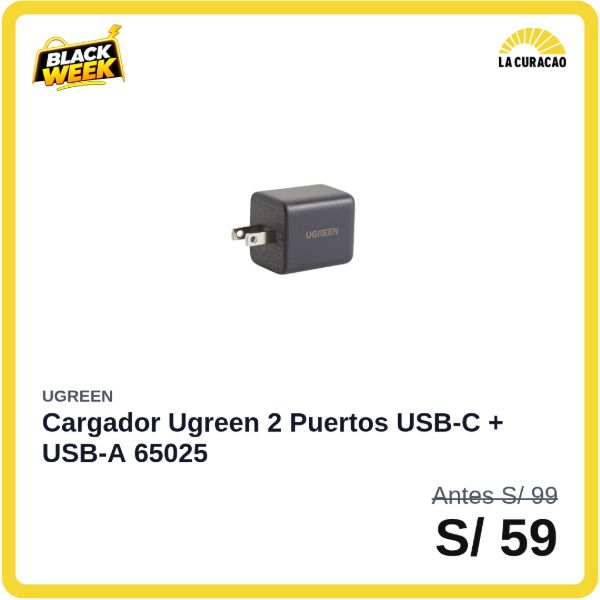 BLACK
WEEK
LA CURACAO
UGREEN
UGREEN
Cargador Ugreen 2 Puertos USB-C +
USB-A 65025
Antes S/ 99
S/ 59